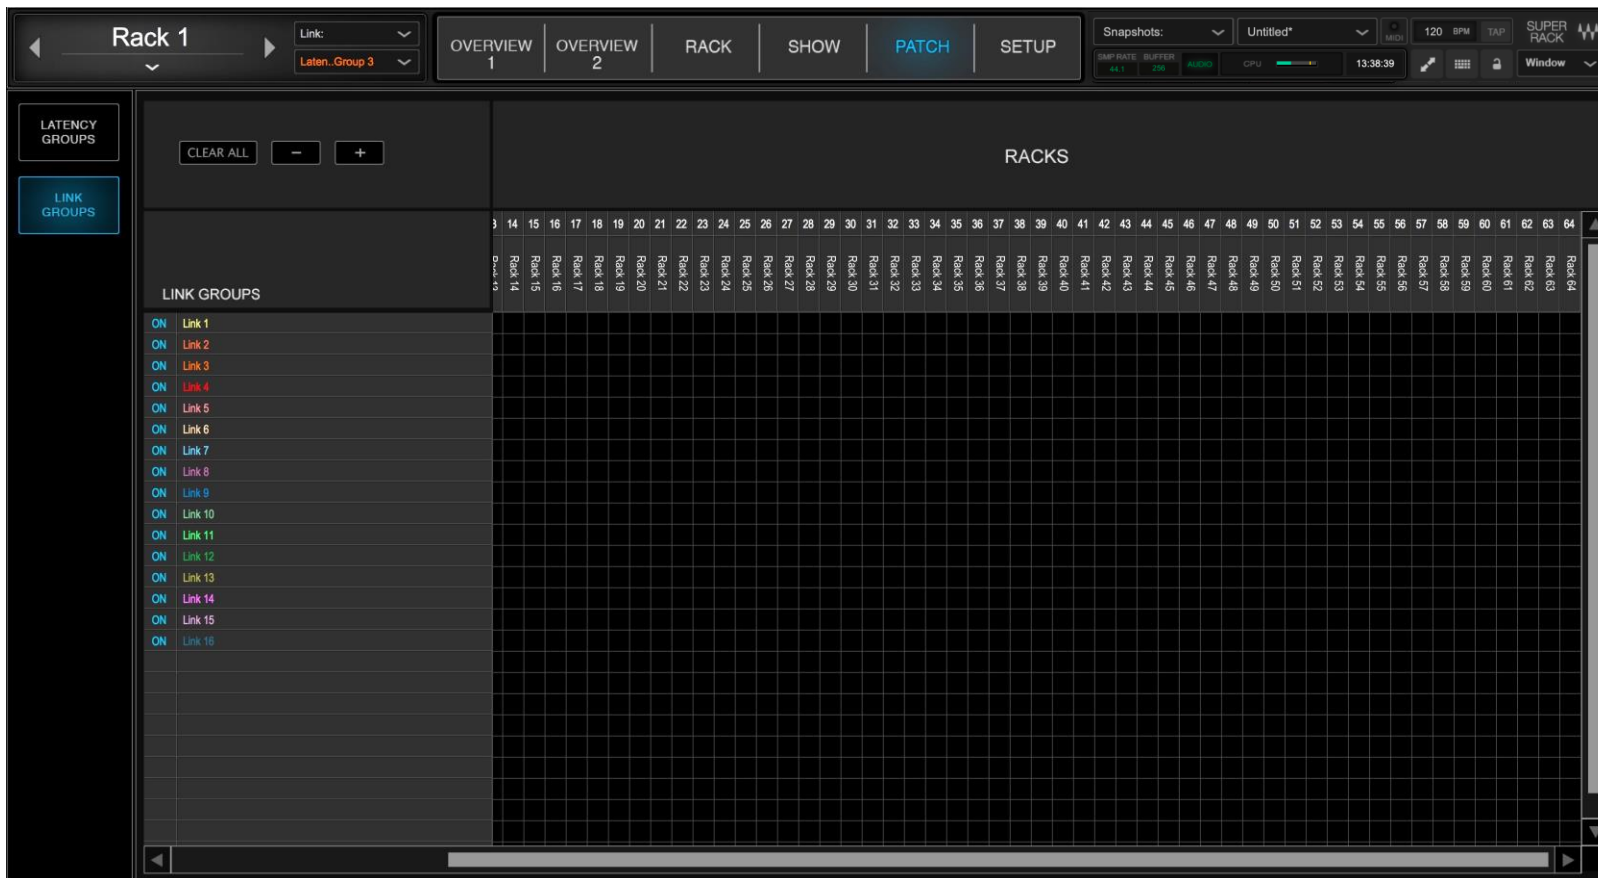 Rack 1
Link:
Laten..Group 3
OVERVIEW 1
OVERVIEW 2
RACK
SHOW
PATCH
SETUP
Snapshots:
Untitled*
MIDI
120 BPM TAP
SUPER RACK
SMP RATE 44.1
BUFFER 256
AUDIO
CPU
13:38:39
Window
LATENCY GROUPS
LINK GROUPS
CLEAR ALL − +
RACKS
14 15 16 17 18 19 20 21 22 23 24 25 26 27 28 29 30 31 32 33 34 35 36 37 38 39 40 41 42 43 44 45 46 47 48 49 50 51 52 53 54 55 56 57 58 59 60 61 62 63 64
Rack 14
Rack 15
Rack 16
Rack 17
Rack 18
Rack 19
Rack 20
Rack 21
Rack 22
Rack 23
Rack 24
Rack 25
Rack 26
Rack 27
Rack 28
Rack 29
Rack 30
Rack 31
Rack 32
Rack 33
Rack 34
Rack 35
Rack 36
Rack 37
Rack 38
Rack 39
Rack 40
Rack 41
Rack 42
Rack 43
Rack 44
Rack 45
Rack 46
Rack 47
Rack 48
Rack 49
Rack 50
Rack 51
Rack 52
Rack 53
Rack 54
Rack 55
Rack 56
Rack 57
Rack 58
Rack 59
Rack 60
Rack 61
Rack 62
Rack 63
Rack 64
LINK GROUPS
ON Link 1
ON Link 2
ON Link 3
ON Link 4
ON Link 5
ON Link 6
ON Link 7
ON Link 8
ON Link 9
ON Link 10
ON Link 11
ON Link 12
ON Link 13
ON Link 14
ON Link 15
ON Link 16